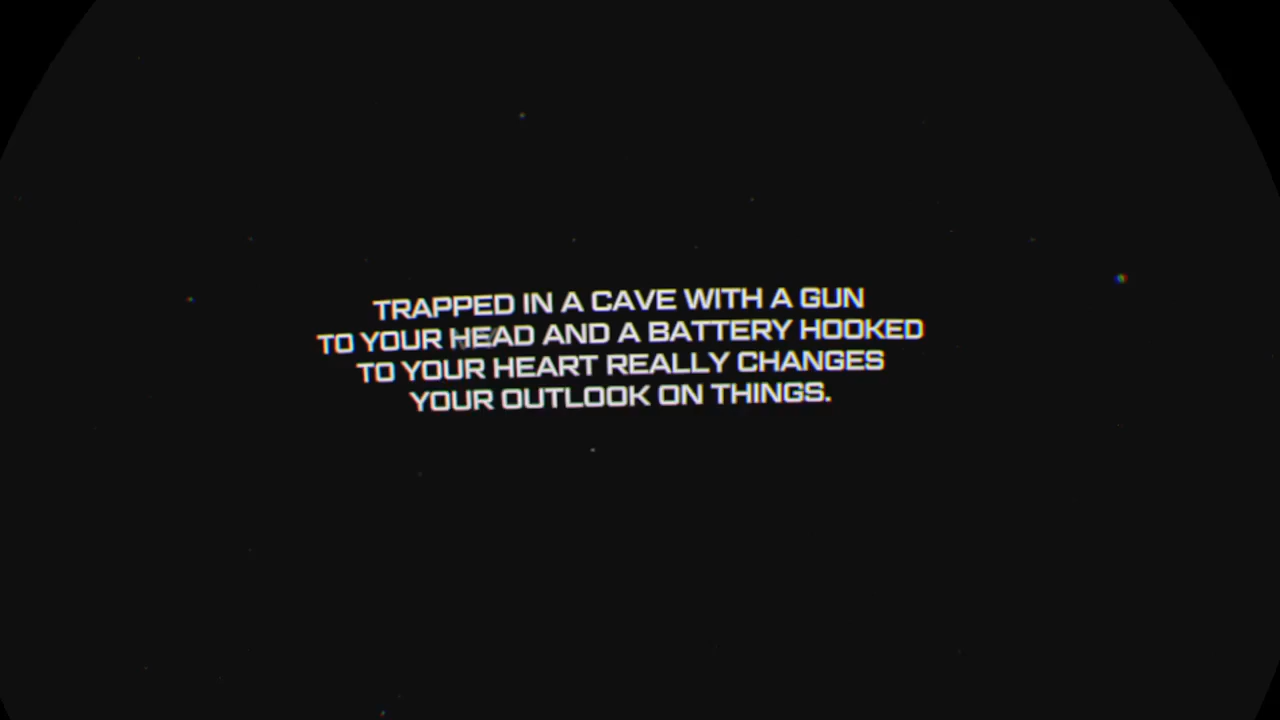 TRAPPED IN A CAVE WITH A GUN
TO YOUR HEAD AND A BATTERY HOOKED
TO YOUR HEART REALLY CHANGES
YOUR OUTLOOK ON THINGS.